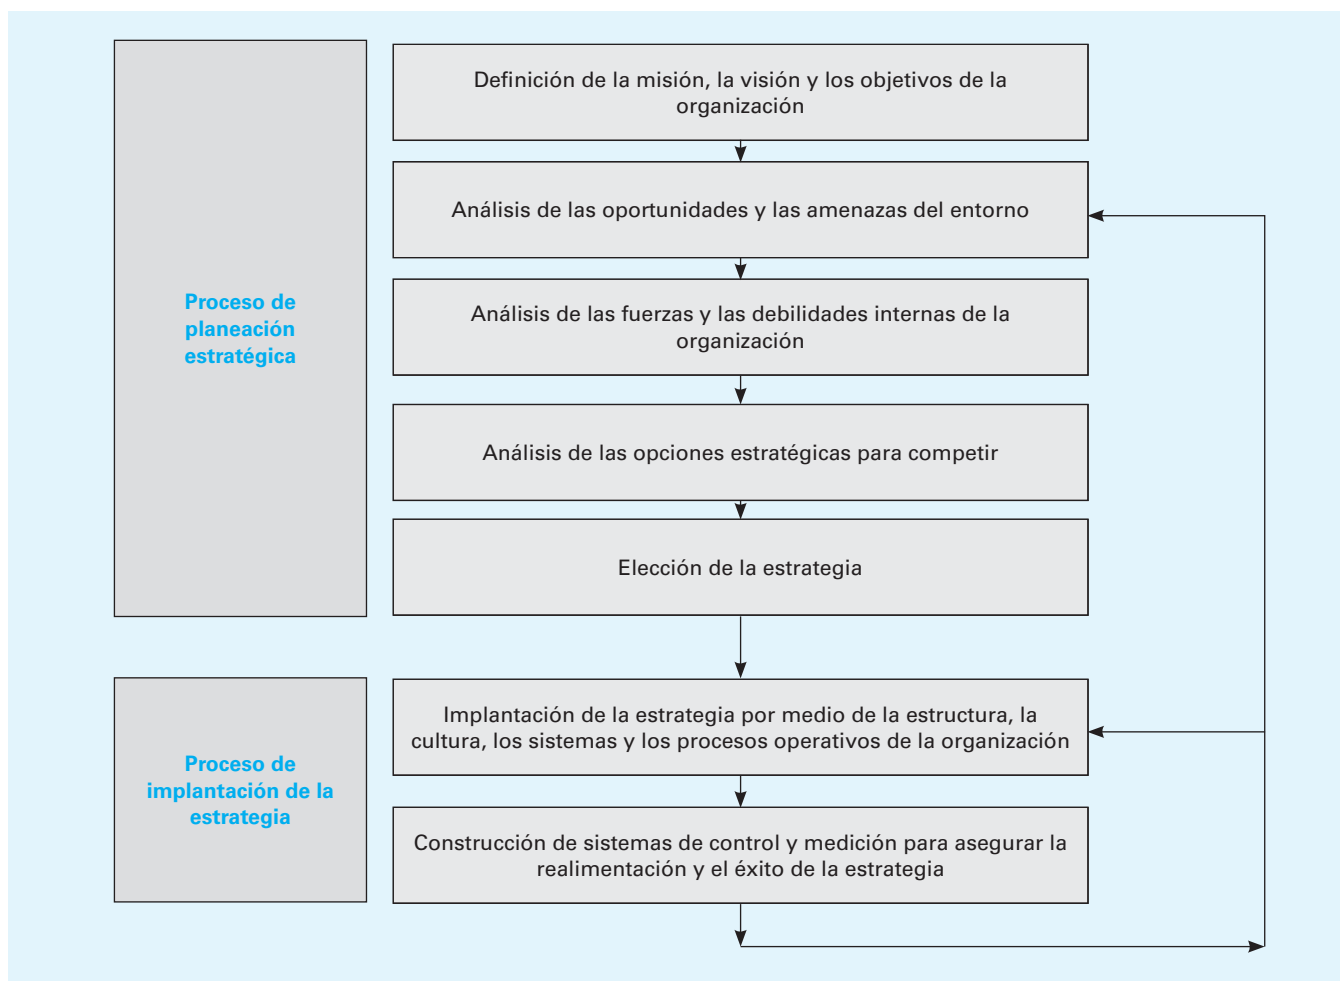 Definición de la misión, la visión y los objetivos de la
organización
Análisis de las oportunidades y las amenazas del entorno
Proceso de
planeación
estratégica
Análisis de las fuerzas y las debilidades internas de la
organización
Análisis de las opciones estratégicas para competir
Elección de la estrategia
Proceso de
implantación de la
estrategia
Implantación de la estrategia por medio de la estructura, la
cultura, los sistemas y los procesos operativos de la organización
Construcción de sistemas de control y medición para asegurar la
realimentación y el éxito de la estrategia